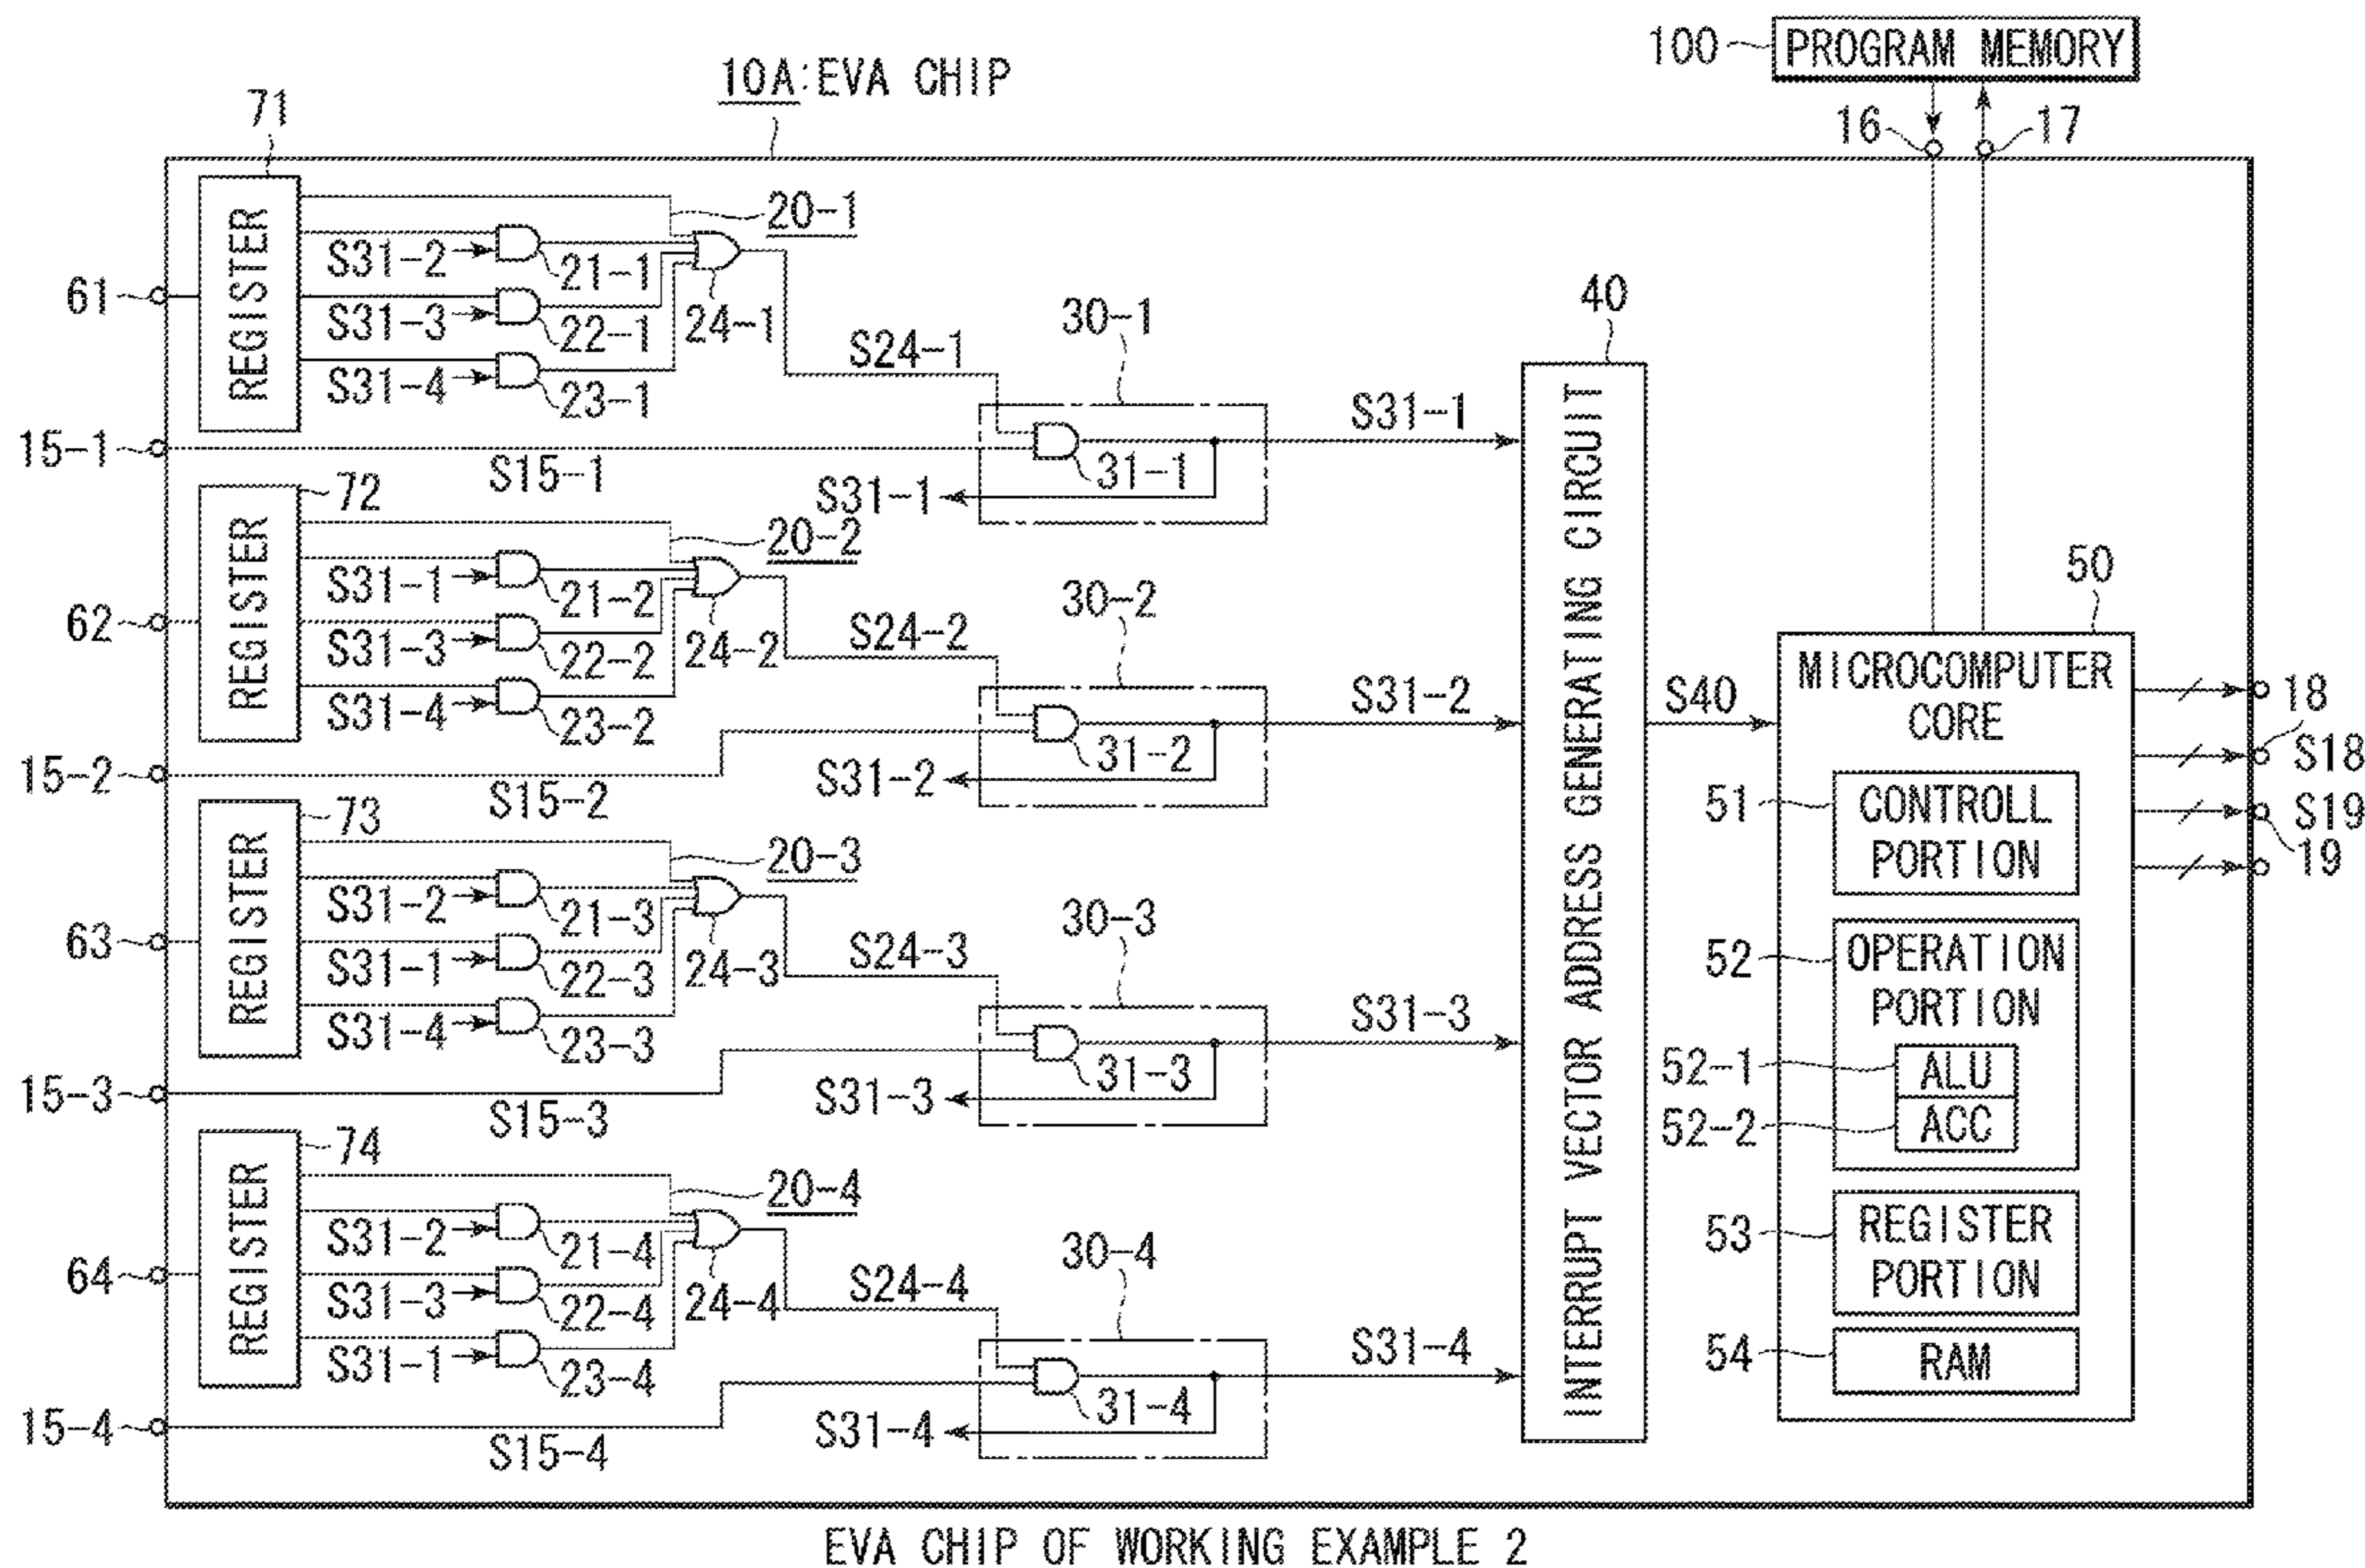 100
PROGRAM MEMORY
10A:EVA CHIP
16
17
71
REGISTER
61
20-1
S31-2
21-1
S31-3
22-1
S31-4
23-1
24-1
S24-1
30-1
40
15-1
S15-1
31-1
S31-1
S31-1
72
REGISTER
62
20-2
S31-1
21-2
S31-3
22-2
S31-4
23-2
24-2
S24-2
30-2
15-2
S15-2
31-2
S31-2
S31-2
73
REGISTER
63
20-3
S31-2
21-3
S31-1
22-3
S31-4
23-3
24-3
S24-3
30-3
15-3
S15-3
31-3
S31-3
S31-3
74
REGISTER
64
20-4
S31-2
21-4
S31-3
22-4
S31-1
23-4
24-4
S24-4
30-4
15-4
S15-4
31-4
S31-4
S31-4
INTERRUPT VECTOR ADDRESS GENERATING CIRCUIT
S40
50
MICROCOMPUTER
CORE
18
S18
S19
19
51
CONTROLL
PORTION
52
OPERATION
PORTION
52-1
ALU
52-2
ACC
53
REGISTER
PORTION
54
RAM
EVA CHIP OF WORKING EXAMPLE 2